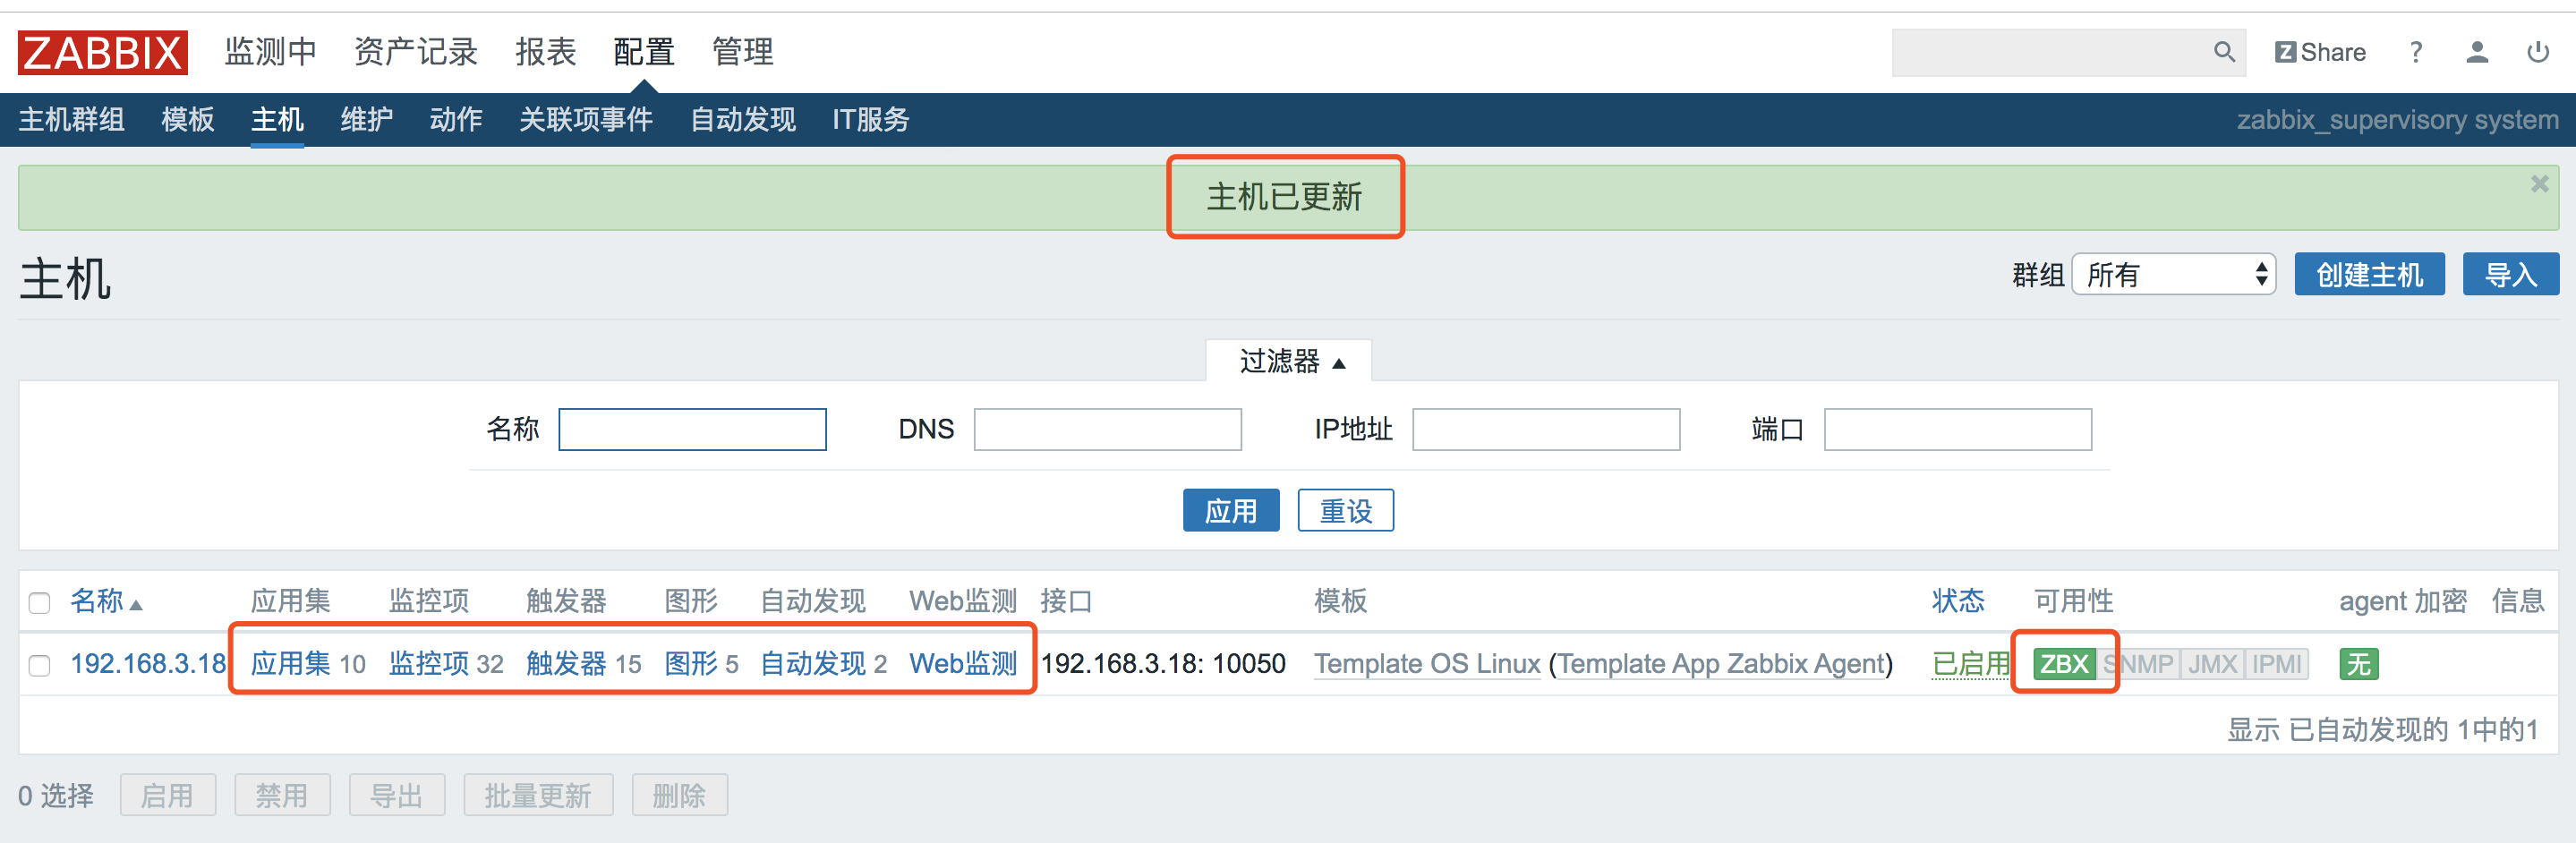 ZABBIX 监测中 资产记录 报表 配置 管理 Z Share ?
主机群组 模板 主机 维护 动作 关联项事件 自动发现 IT服务 zabbix_supervisory system
主机已更新
主机 群组 所有 创建主机 导入
过滤器
名称 DNS IP地址 端口
应用 重设
名称 应用集 监控项 触发器 图形 自动发现 Web监测 接口 模板 状态 可用性 agent 加密 信息
192.168.3.18 应用集 10 监控项 32 触发器 15 图形 5 自动发现 2 Web监测 192.168.3.18: 10050 Template OS Linux (Template App Zabbix Agent) 已启用 ZBX SNMP JMX IPMI 无
显示 已自动发现的 1中的1
0 选择 启用 禁用 导出 批量更新 删除